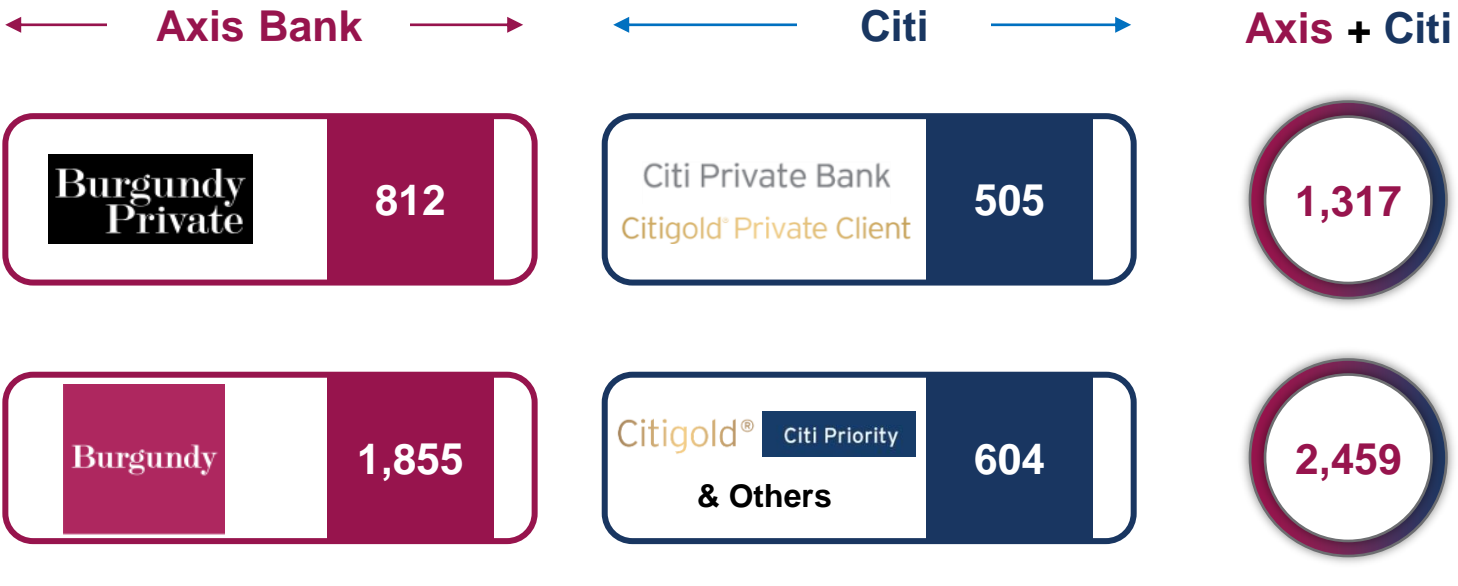 Axis Bank
Citi
Axis + Citi
Burgundy
Private
812
Citi Private Bank
Citigold® Private Client
505
1,317
Burgundy
1,855
Citigold®
Citi Priority
& Others
604
2,459